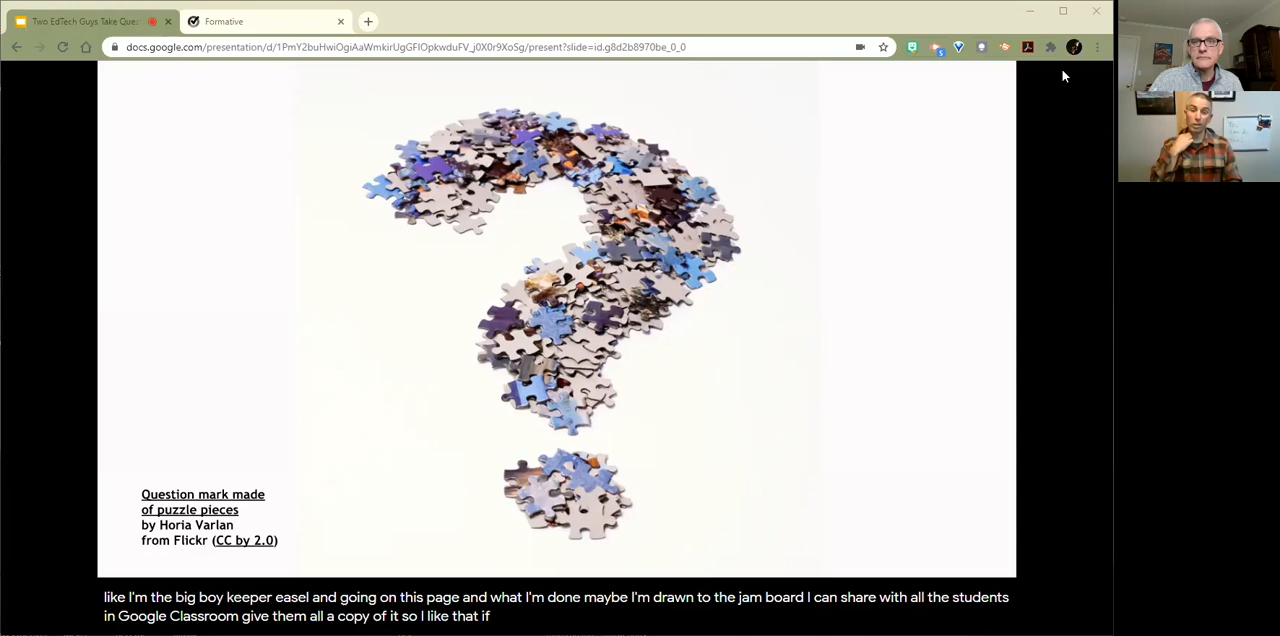 Two EdTech Guys Take Que:
Formative
docs.google.com/presentation/d/1PmY2buHwiOgiAaWmkirUgGFIOpkwduFV_j0X0r9XoSg/present?slide=id.g8d2b8970be_0_0
Question mark made
of puzzle pieces
by Horia Varlan
from Flickr (CC by 2.0)
like I'm the big boy keeper easel and going on this page and what I'm done maybe I'm drawn to the jam board I can share with all the students
in Google Classroom give them all a copy of it so I like that if